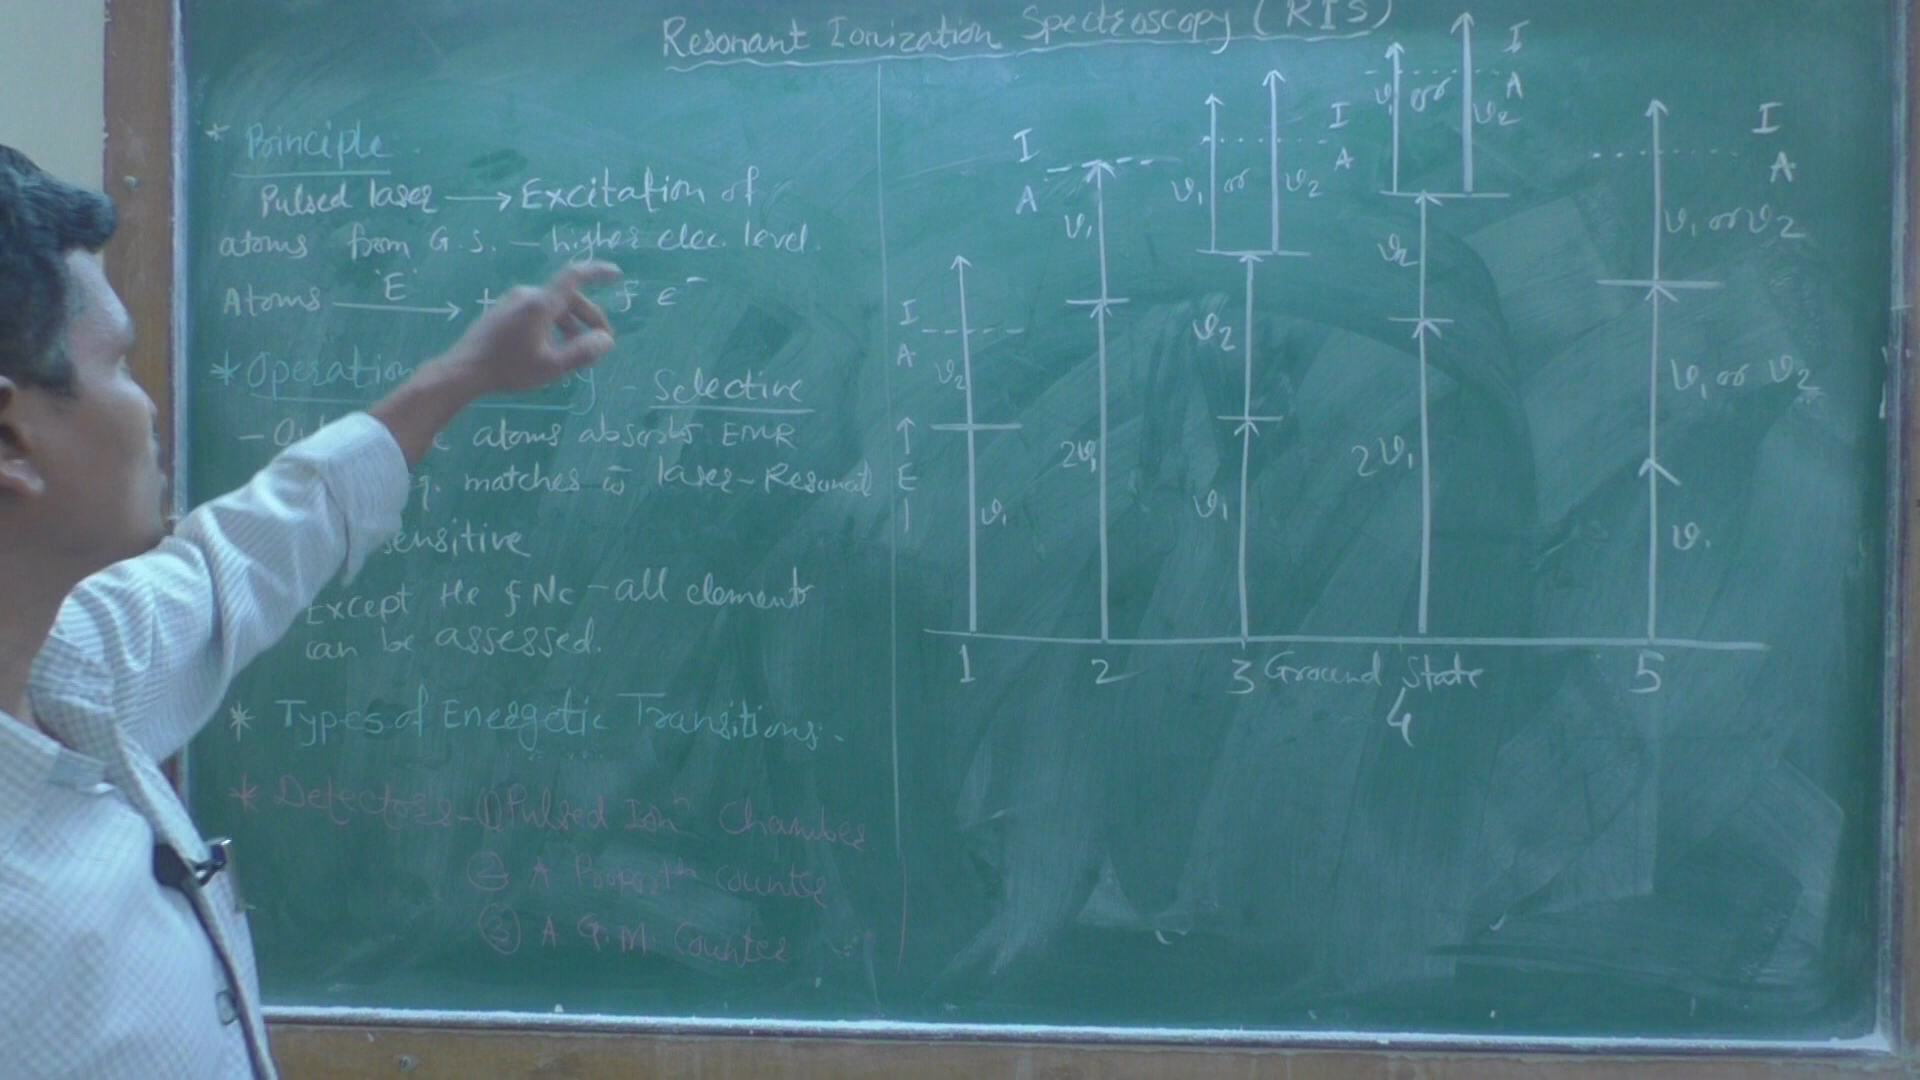 Resonant Ionization Spectroscopy (RIS)
* Principle
Pulsed laser → Excitation of
atoms from G.S. – higher elec. level.
Atoms 'E' → + e⁻
* Operation – Selective
atoms absorbs EMR
matches laser – Resonant
sensitive
Except He & Ne – all elements
can be assessed.
* Types of Energetic Transitions.
* Detectors – ① Pulsed Ionⁿ Chamber
② A Proporᵗⁿ counter
③ A G.M. Counter
I
A
ν₂
↑
E
|
ν₁
1
I
A
ν₁
2ν₁
2
I
A
ν₁ or ν₂
ν₂
ν₁
3
I
A
ν₁ or ν₂
ν₂
2ν₁
4
I
A
ν₁ or ν₂
ν₁ or ν₂
ν₁
5
Ground State